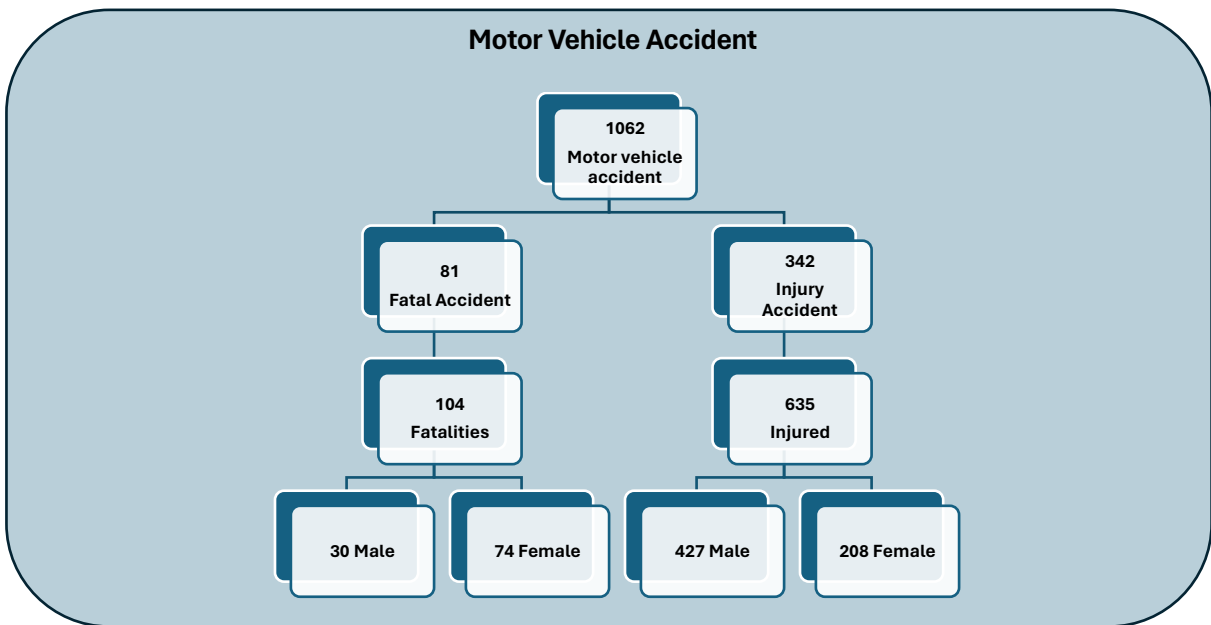 Motor Vehicle Accident
1062
Motor vehicle
accident
81
Fatal Accident
342
Injury
Accident
104
Fatalities
635
Injured
30 Male
74 Female
427 Male
208 Female